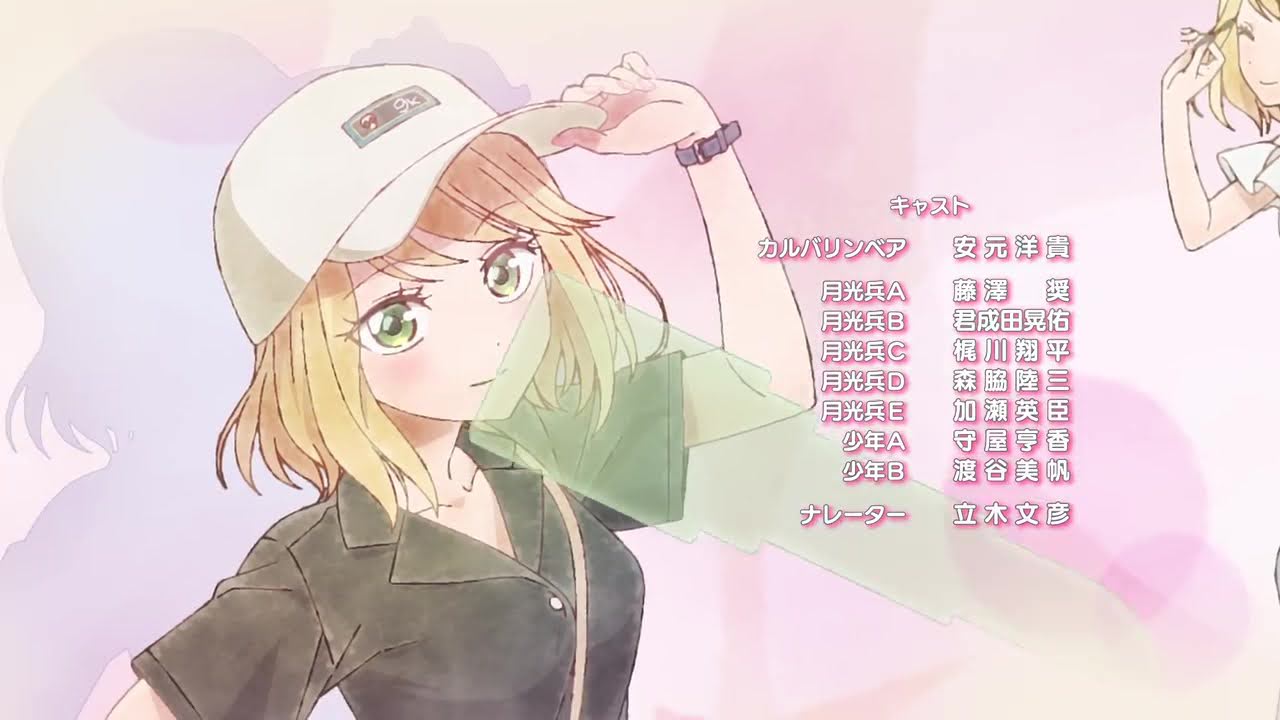 キャスト
カルバリンベア 安元洋貴
月光兵A 藤澤 奨
月光兵B 君成田晃佑
月光兵C 梶川翔平
月光兵D 森脇陸三
月光兵E 加瀬英臣
少年A 守屋亨香
少年B 渡谷美帆
ナレーター 立木文彦